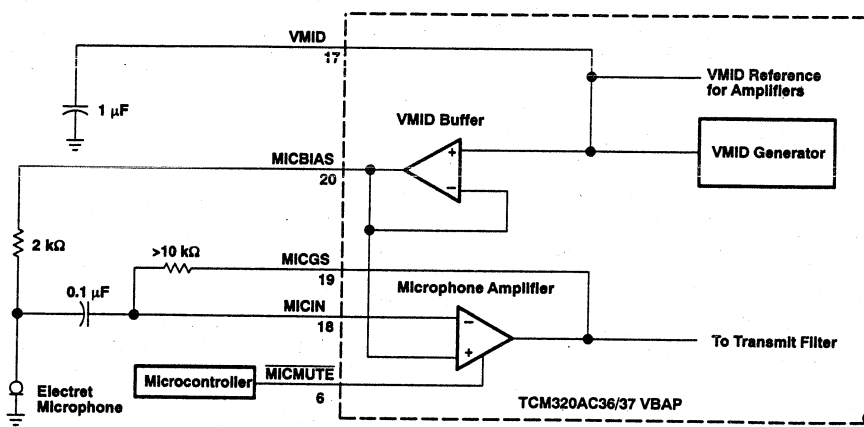 VMID
17
VMID Reference
for Amplifiers
1 µF
VMID Buffer
+
−
VMID Generator
MICBIAS
20
2 kΩ
>10 kΩ
MICGS
19
0.1 µF
Microphone Amplifier
MICIN
18
−
+
To Transmit Filter
Microcontroller
MICMUTE
6
Electret
Microphone
TCM320AC36/37 VBAP